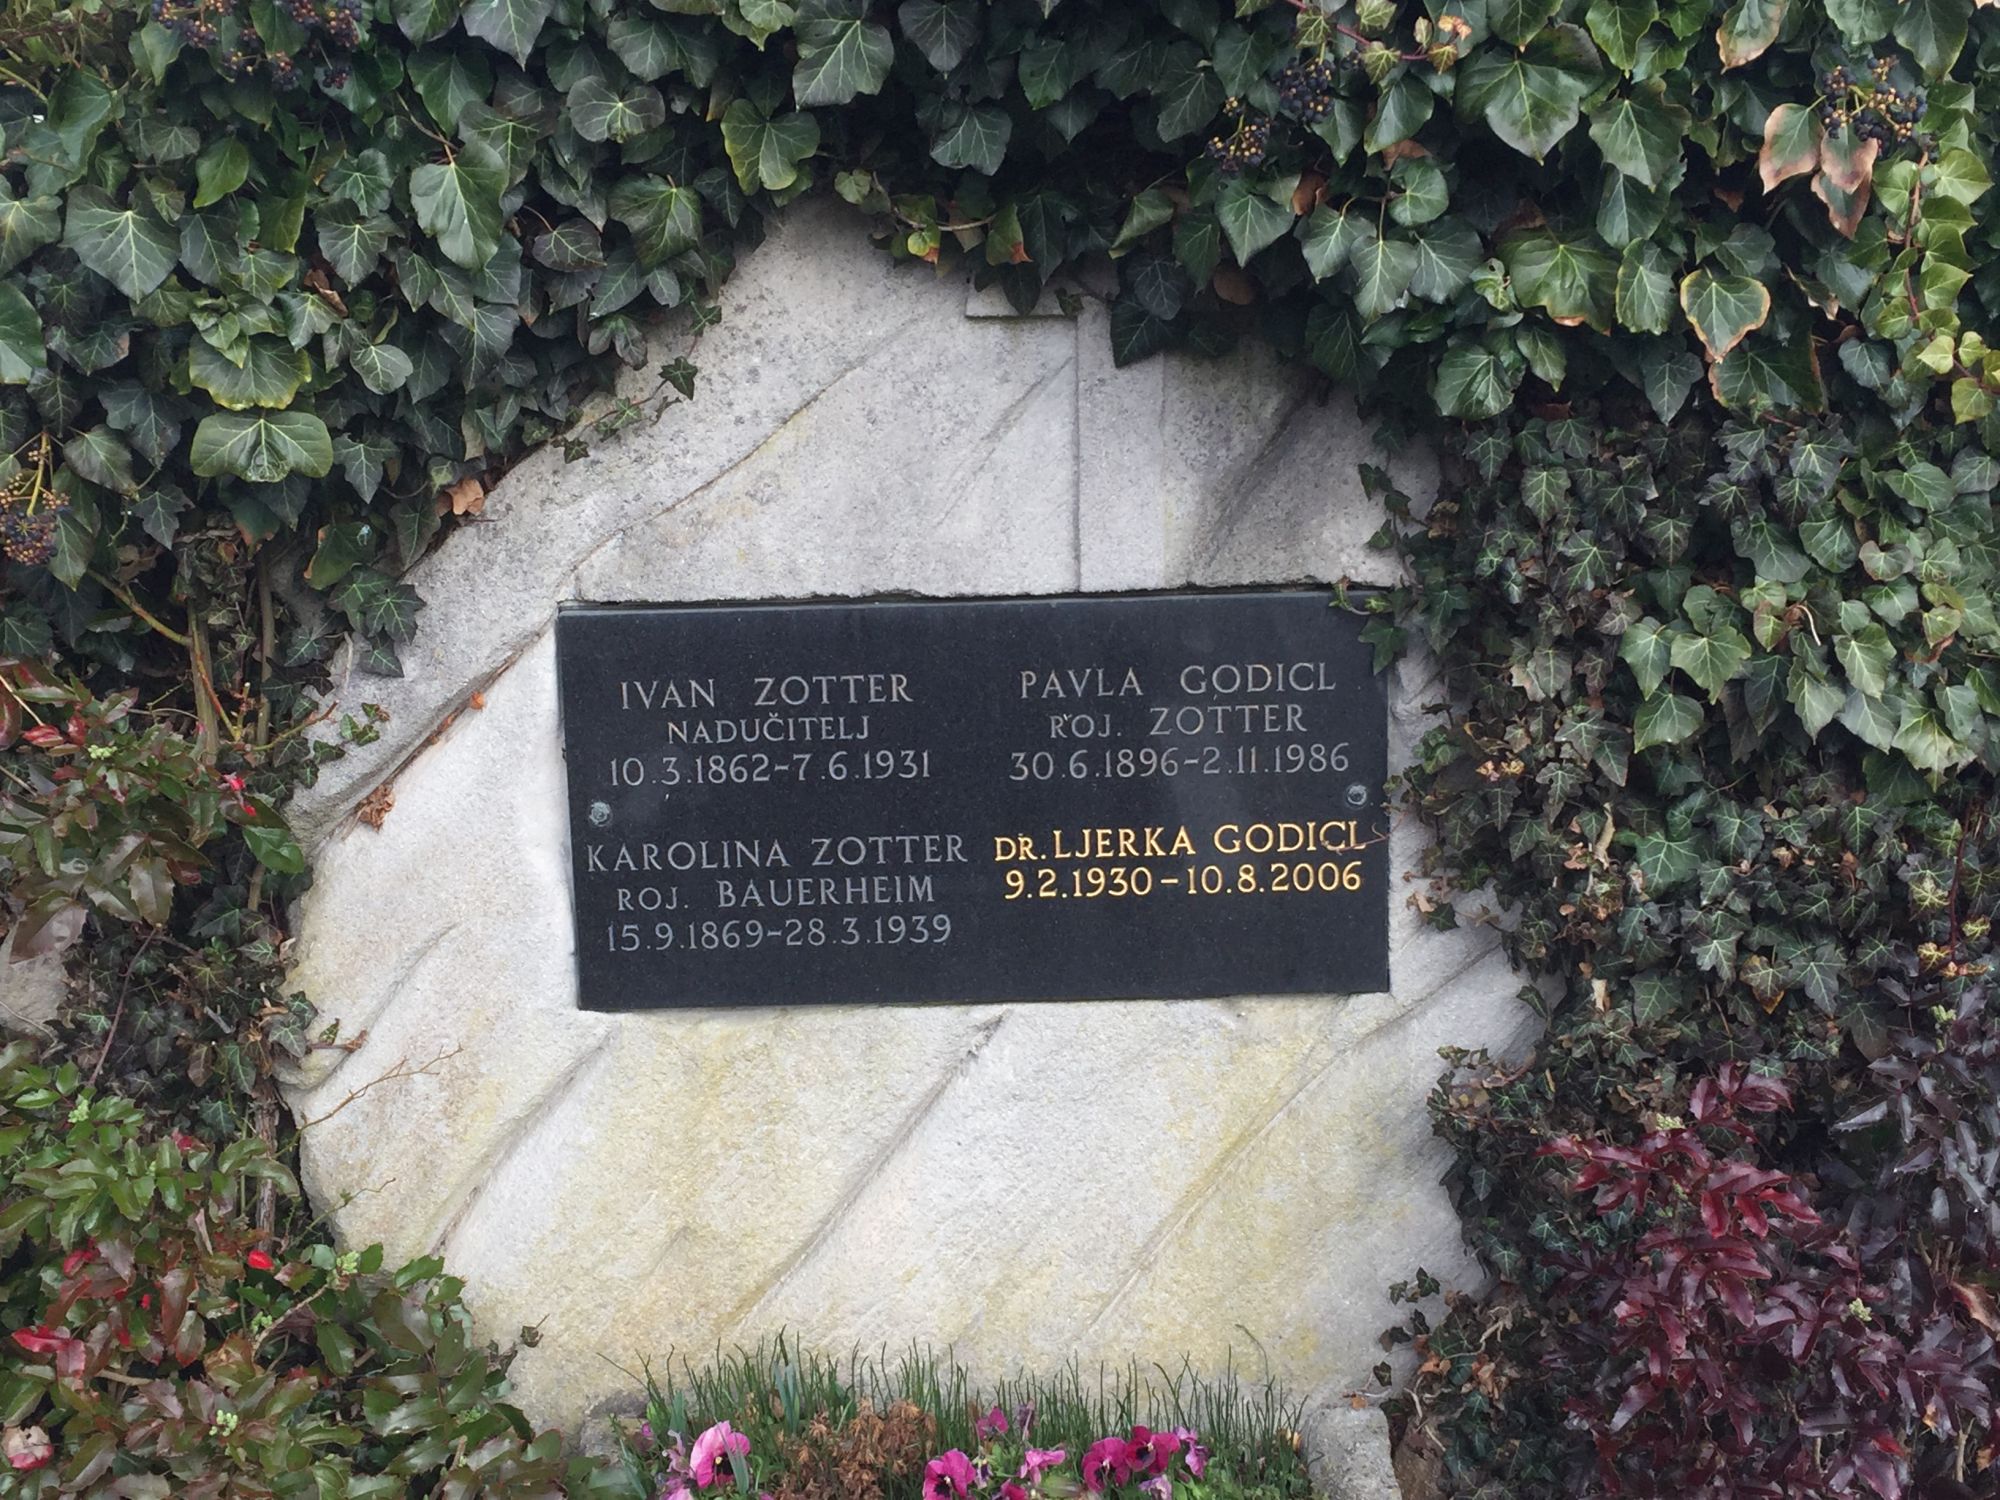 IVAN ZOTTER
NADUČITELJ
10.3.1862-7.6.1931
KAROLINA ZOTTER
ROJ. BAUERHEIM
15.9.1869-28.3.1939
PAVLA GODICL
ROJ. ZOTTER
30.6.1896-2.11.1986
DR. LJERKA GODICL
9.2.1930-10.8.2006